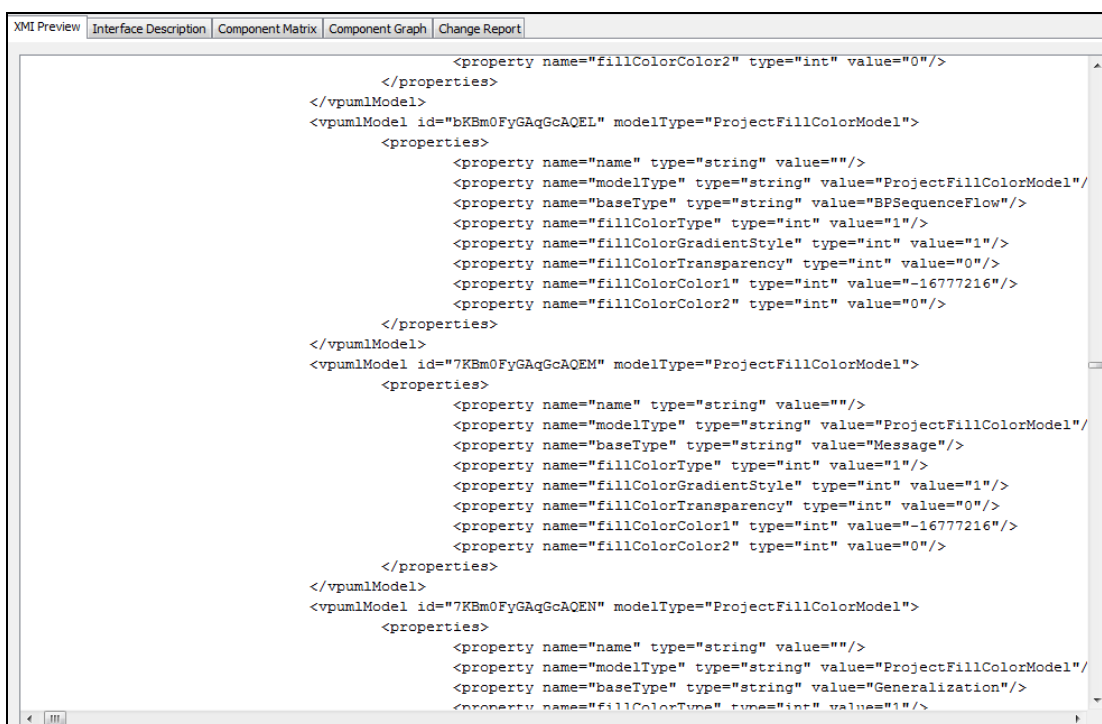 XMI Preview Interface Description Component Matrix Component Graph Change Report
<property name="fillColorColor2" type="int" value="0"/>
</properties>
</vpumlModel>
<vpumlModel id="bKBm0FyGAqGcAQEL" modelType="ProjectFillColorModel">
<properties>
<property name="name" type="string" value=""/>
<property name="modelType" type="string" value="ProjectFillColorModel"/
<property name="baseType" type="string" value="BPSequenceFlow"/>
<property name="fillColorType" type="int" value="1"/>
<property name="fillColorGradientStyle" type="int" value="1"/>
<property name="fillColorTransparency" type="int" value="0"/>
<property name="fillColorColor1" type="int" value="-16777216"/>
<property name="fillColorColor2" type="int" value="0"/>
</properties>
</vpumlModel>
<vpumlModel id="7KBm0FyGAqGcAQEM" modelType="ProjectFillColorModel">
<properties>
<property name="name" type="string" value=""/>
<property name="modelType" type="string" value="ProjectFillColorModel"/
<property name="baseType" type="string" value="Message"/>
<property name="fillColorType" type="int" value="1"/>
<property name="fillColorGradientStyle" type="int" value="1"/>
<property name="fillColorTransparency" type="int" value="0"/>
<property name="fillColorColor1" type="int" value="-16777216"/>
<property name="fillColorColor2" type="int" value="0"/>
</properties>
</vpumlModel>
<vpumlModel id="7KBm0FyGAqGcAQEN" modelType="ProjectFillColorModel">
<properties>
<property name="name" type="string" value=""/>
<property name="modelType" type="string" value="ProjectFillColorModel"/
<property name="baseType" type="string" value="Generalization"/>
<property name="fillColorType" type="int" value="1"/>